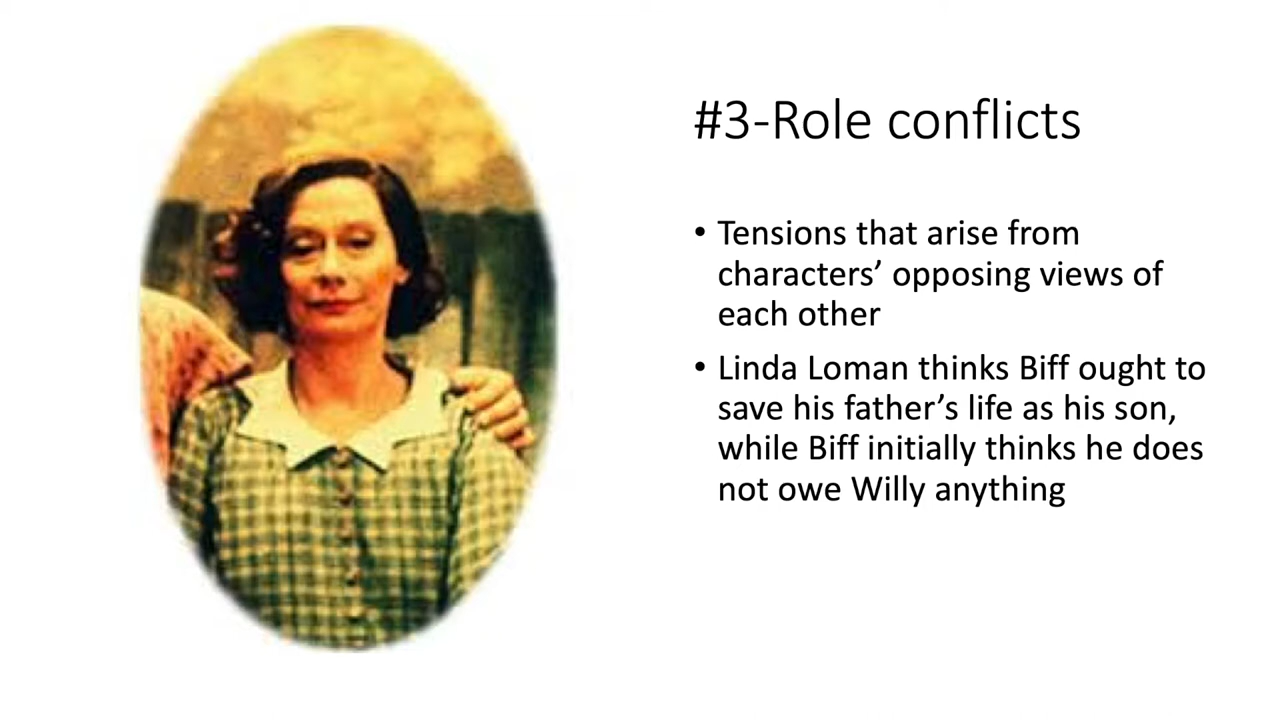 #3-Role conflicts
• Tensions that arise from
characters’ opposing views of
each other
• Linda Loman thinks Biff ought to
save his father’s life as his son,
while Biff initially thinks he does
not owe Willy anything